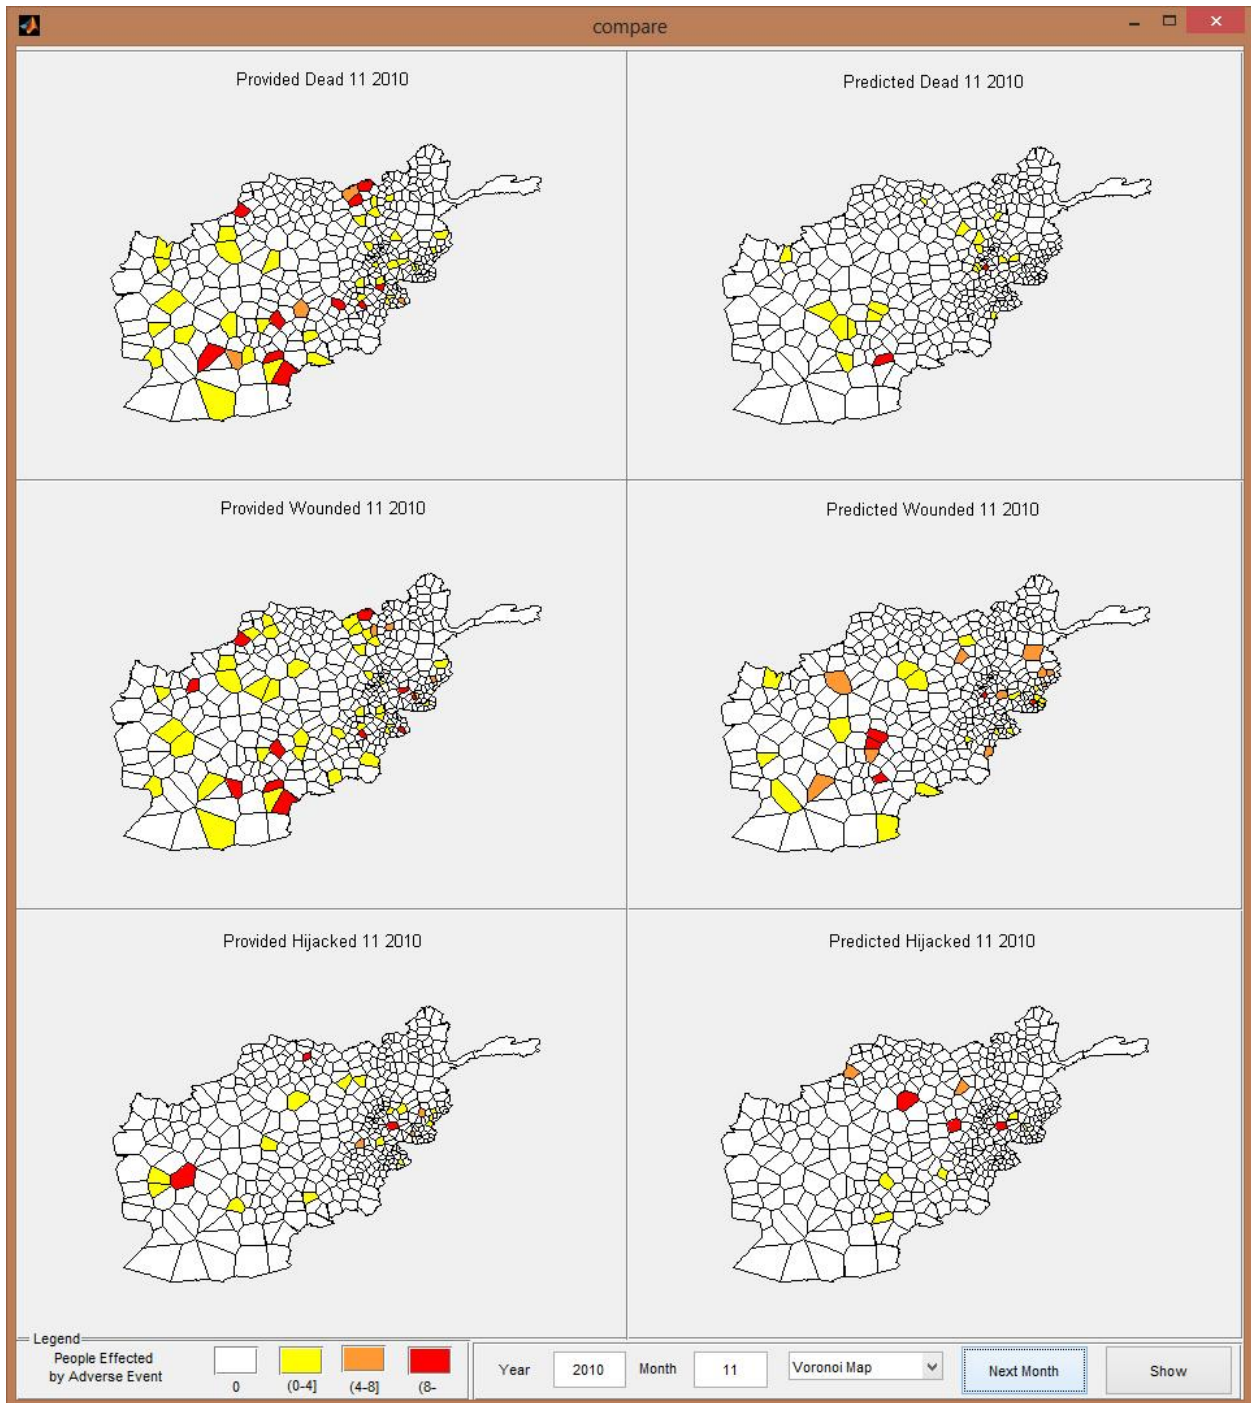 compare
Provided Dead 11 2010
Predicted Dead 11 2010
Provided Wounded 11 2010
Predicted Wounded 11 2010
Provided Hijacked 11 2010
Predicted Hijacked 11 2010
Legend
People Effected
by Adverse Event
0
(0-4]
(4-8]
(8-
Year
2010
Month
11
Voronoi Map
Next Month
Show